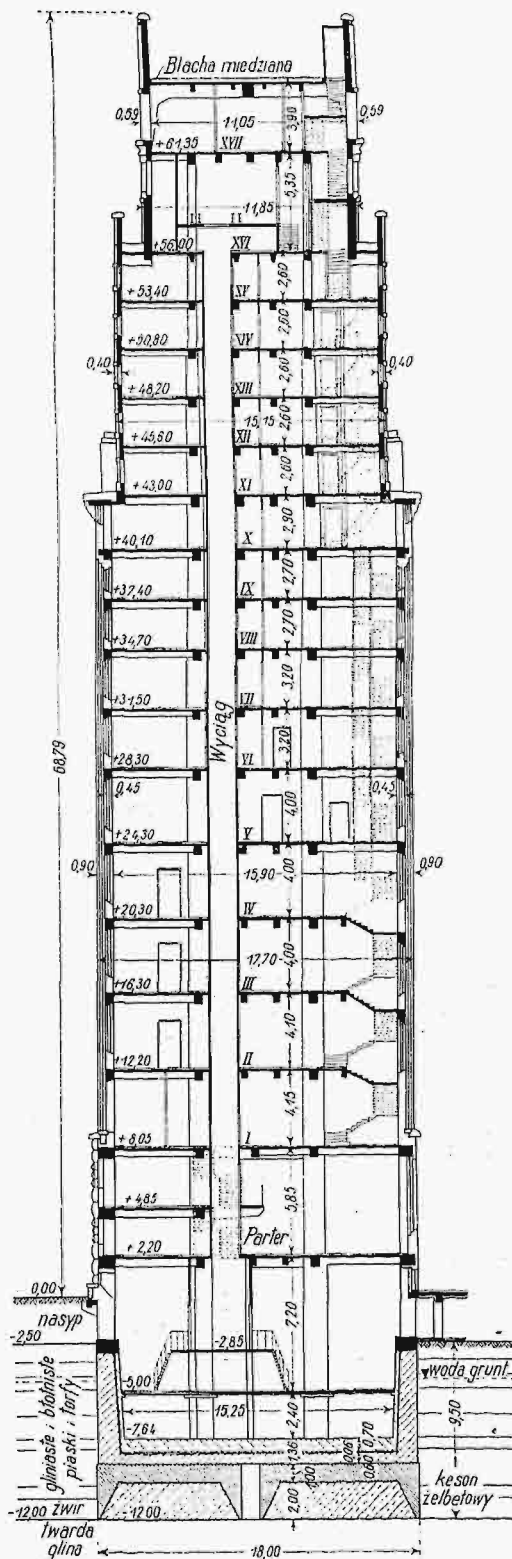 Blacha miedziana
0,59
11,05
3,90
0,59
+61,35
XVII
5,35
11,85
+56,00
XVI
2,60
+53,40
XV
2,60
+50,80
XIV
2,60
0,40
0,40
+48,20
XIII
15,15
2,60
+45,60
XII
2,60
+43,00
XI
2,90
+40,10
X
2,70
+37,40
IX
2,70
+34,70
VIII
3,20
+31,50
VII
Wyciąg
68,79
3,20
+28,30
VI
0,45
4,00
0,45
+24,30
V
0,90
15,90
4,00
0,90
+20,30
IV
17,70
4,00
+16,30
III
4,10
+12,20
II
4,15
+8,05
I
5,85
+4,85
Parter
+2,20
0,00
7,20
nasyp
-2,50
-2,85
woda grunt.
-5,00
15,25
2,40
9,50
gliniaste i błotniste
piaski i torfy
-7,64
1,36
0,06
0,70
1,00
0,60
keson
żelbetowy
2,00
-12,00
żwir
-12,00
twarda
glina
18,00